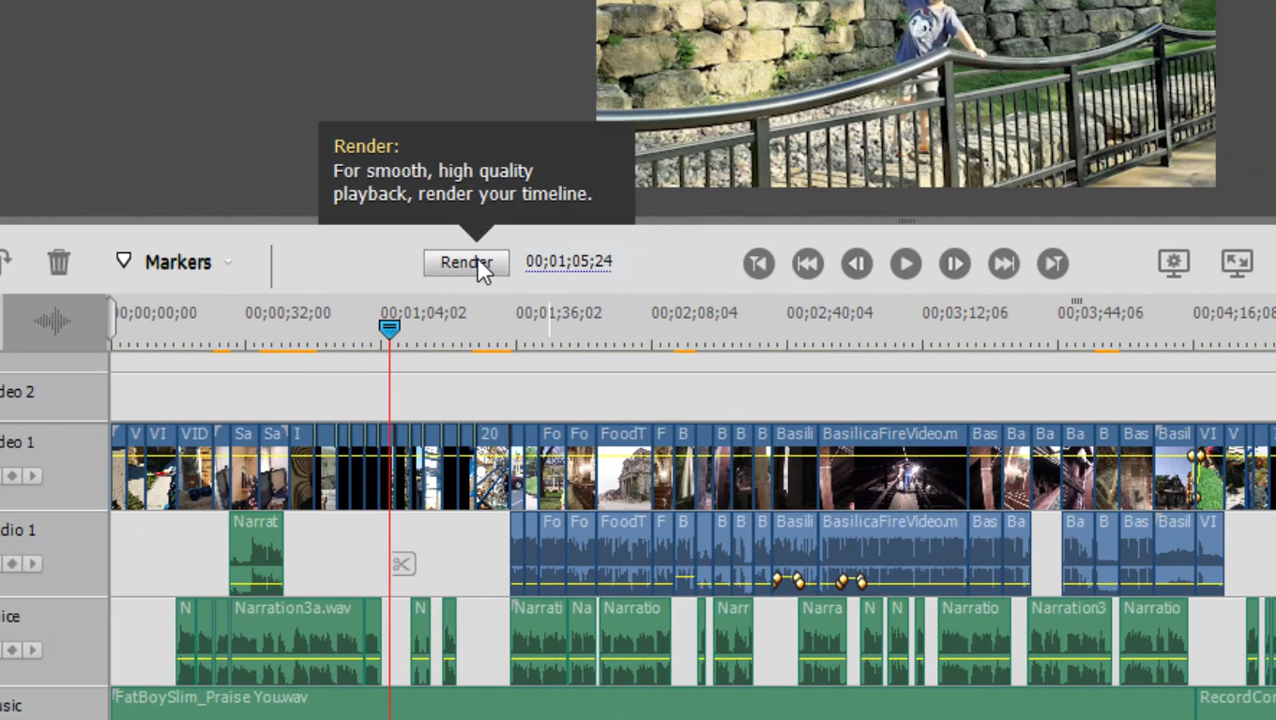 Render:
For smooth, high quality
playback, render your timeline.
Markers
Render
00;01;05;24
00;00;00;00 00;00;32;00 00;01;04;02 00;01;36;02 00;02;08;04 00;02;40;04 00;03;12;06 00;03;44;06 00;04;16;08
deo 2
deo 1
V VI VID Sa Sa I 20 Fo Fo FoodT F B B B B Basili BasilicaFireVideo.m Bas Ba Ba Ba B Bas Basil VI V
dio 1
Narrat Fo Fo FoodT F B B B B Basili BasilicaFireVideo.m Bas Ba Ba B Bas Basil VI
ice
N Narration3a.wav N Narrati Na Narratio Narr Narra N N Narratio Narration3 Narratio
usic
FatBoySlim_Praise You.wav RecordCor